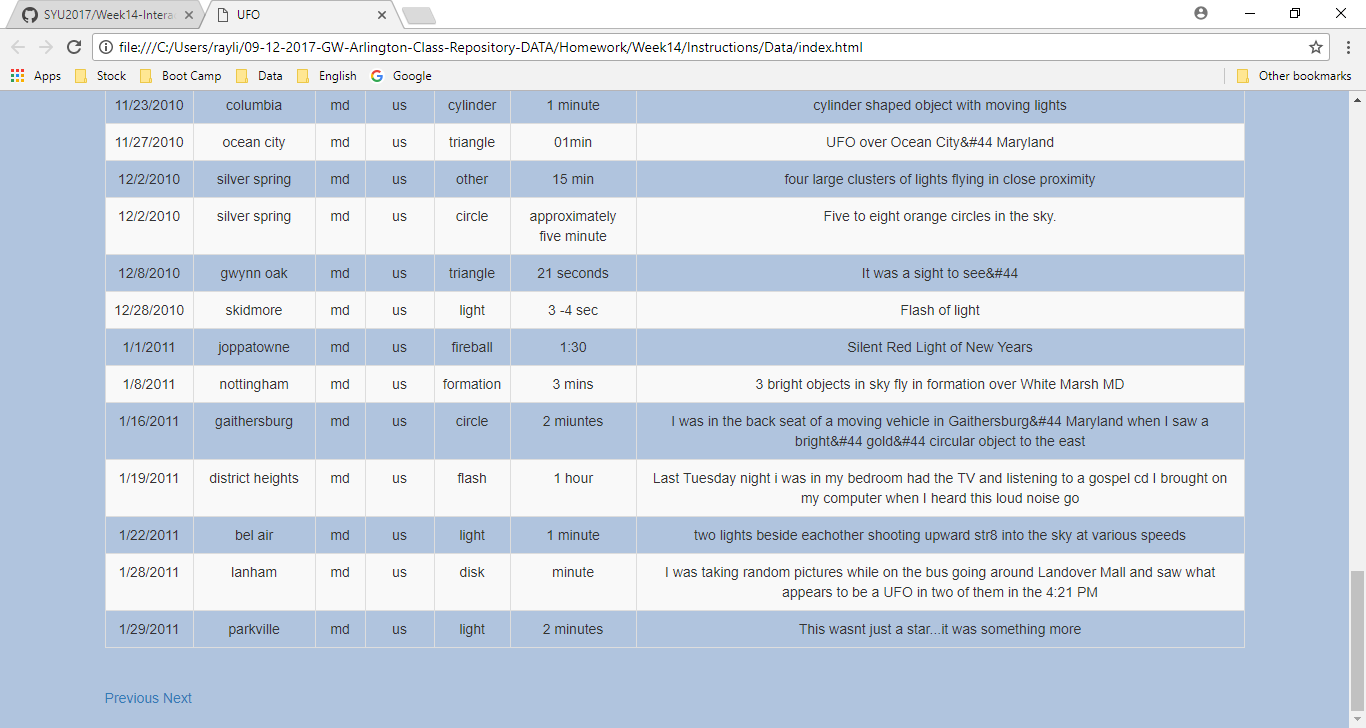 SYU2017/Week14-Intera
UFO
file:///C:/Users/rayli/09-12-2017-GW-Arlington-Class-Repository-DATA/Homework/Week14/Instructions/Data/index.html
Apps Stock Boot Camp Data English Google Other bookmarks
11/23/2010 columbia md us cylinder 1 minute cylinder shaped object with moving lights
11/27/2010 ocean city md us triangle 01min UFO over Ocean City&#44 Maryland
12/2/2010 silver spring md us other 15 min four large clusters of lights flying in close proximity
12/2/2010 silver spring md us circle approximately Five to eight orange circles in the sky.
five minute
12/8/2010 gwynn oak md us triangle 21 seconds It was a sight to see&#44
12/28/2010 skidmore md us light 3 -4 sec Flash of light
1/1/2011 joppatowne md us fireball 1:30 Silent Red Light of New Years
1/8/2011 nottingham md us formation 3 mins 3 bright objects in sky fly in formation over White Marsh MD
1/16/2011 gaithersburg md us circle 2 miuntes I was in the back seat of a moving vehicle in Gaithersburg&#44 Maryland when I saw a
bright&#44 gold&#44 circular object to the east
1/19/2011 district heights md us flash 1 hour Last Tuesday night i was in my bedroom had the TV and listening to a gospel cd I brought on
my computer when I heard this loud noise go
1/22/2011 bel air md us light 1 minute two lights beside eachother shooting upward str8 into the sky at various speeds
1/28/2011 lanham md us disk minute I was taking random pictures while on the bus going around Landover Mall and saw what
appears to be a UFO in two of them in the 4:21 PM
1/29/2011 parkville md us light 2 minutes This wasnt just a star...it was something more
Previous Next